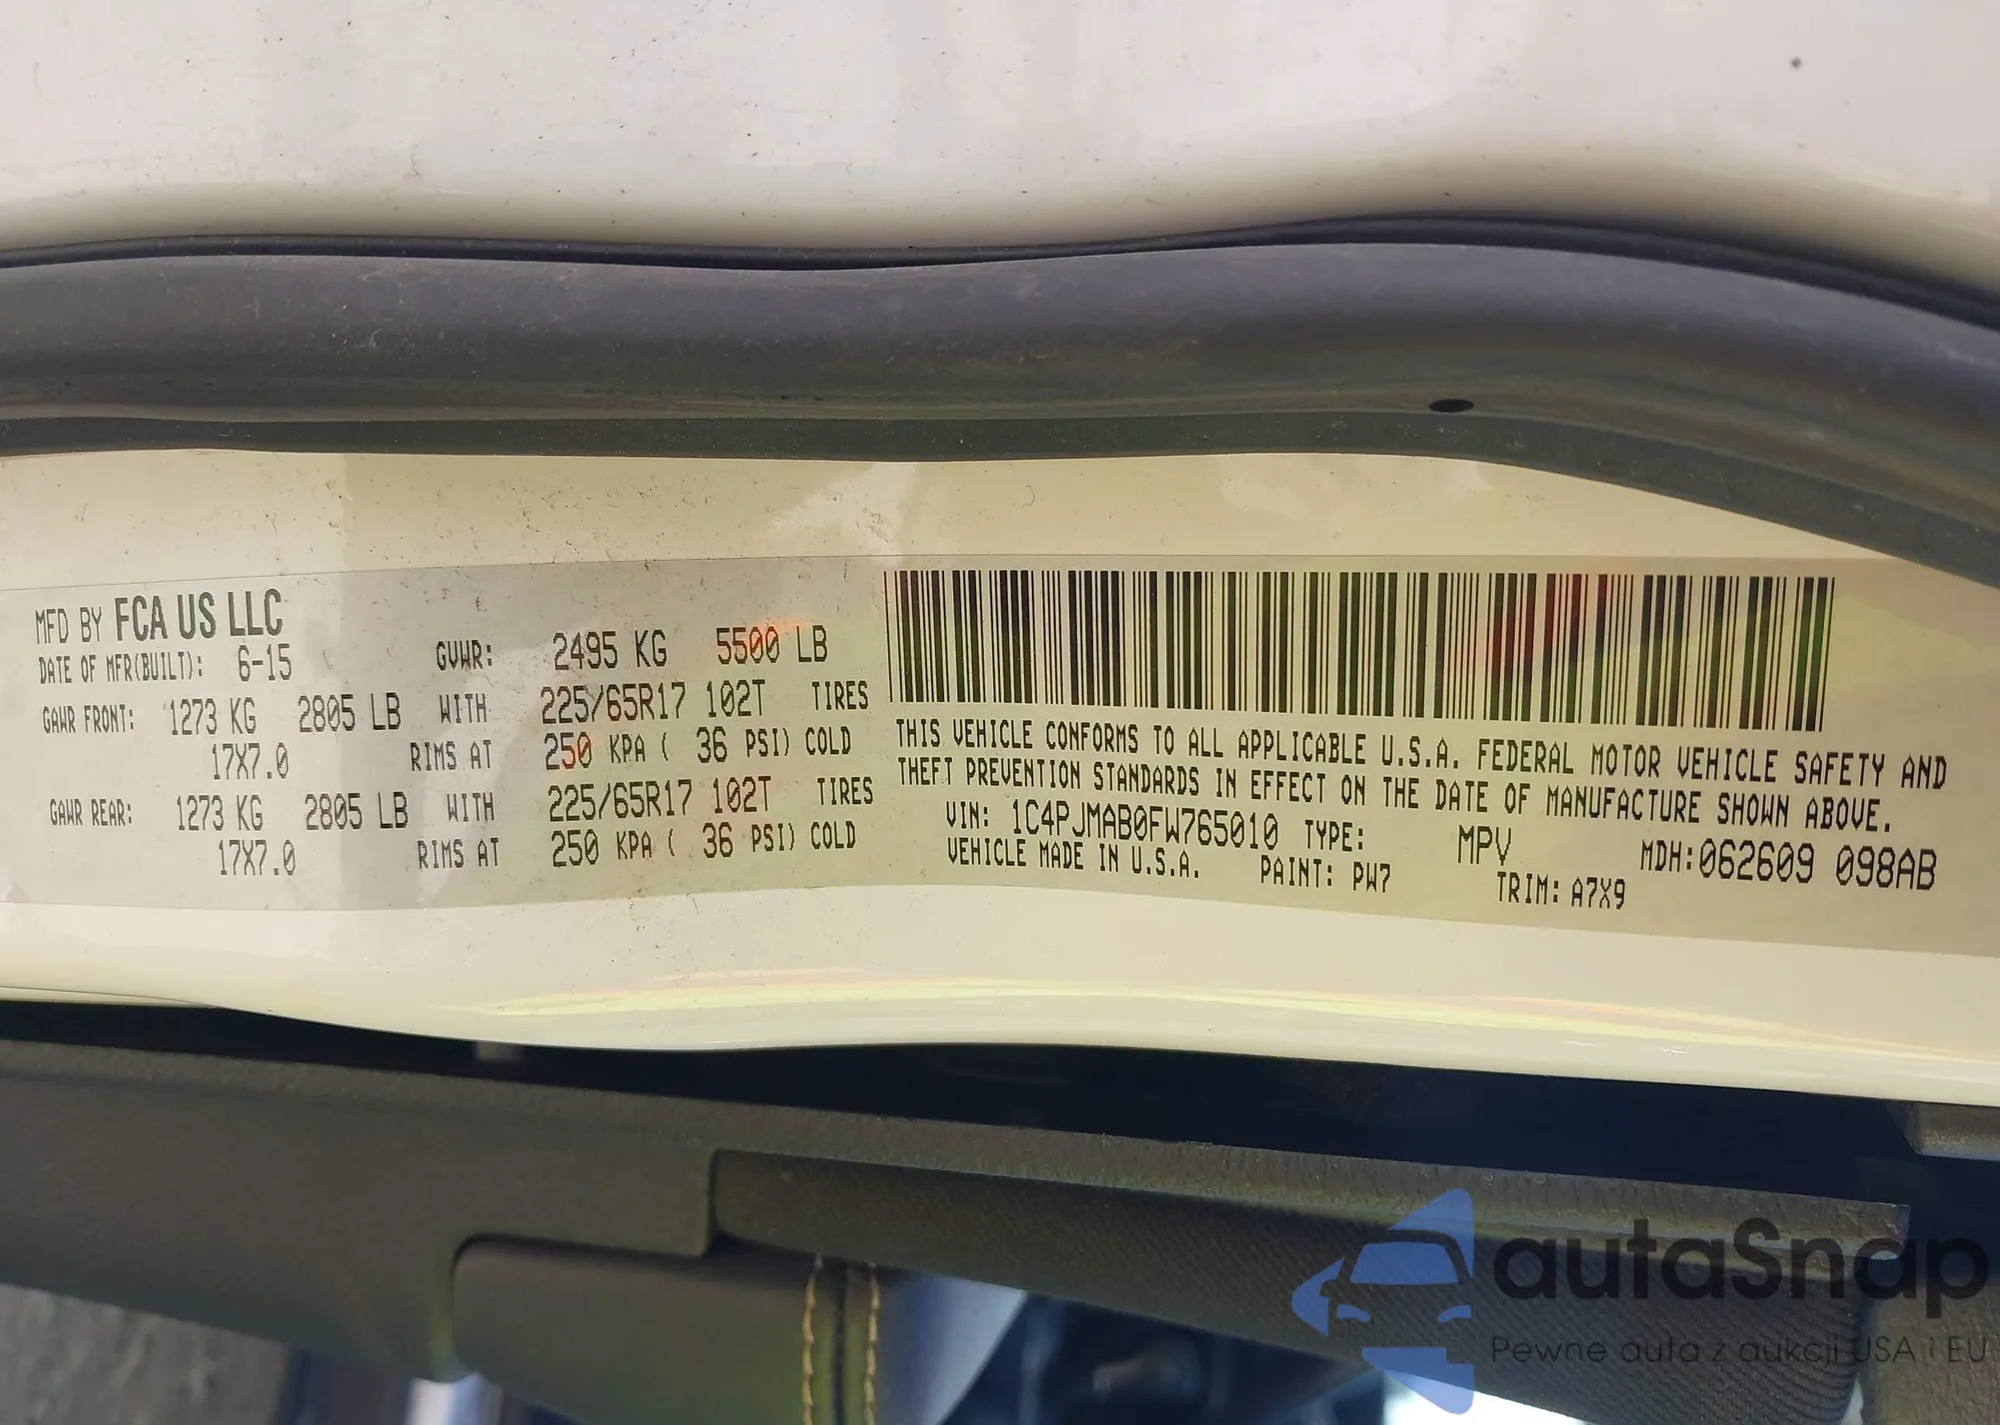 MFD BY FCA US LLC
DATE OF MFR(BUILT): 6-15 GVWR: 2495 KG 5500 LB
GAWR FRONT: 1273 KG 2805 LB WITH 225/65R17 102T TIRES
17X7.0 RIMS AT 250 KPA ( 36 PSI) COLD
GAWR REAR: 1273 KG 2805 LB WITH 225/65R17 102T TIRES
17X7.0 RIMS AT 250 KPA ( 36 PSI) COLD
THIS VEHICLE CONFORMS TO ALL APPLICABLE U.S.A. FEDERAL MOTOR VEHICLE SAFETY AND
THEFT PREVENTION STANDARDS IN EFFECT ON THE DATE OF MANUFACTURE SHOWN ABOVE.
VIN: 1C4PJMAB0FW765010 TYPE: MPV MDH:062609 098AB
VEHICLE MADE IN U.S.A. PAINT: PW7 TRIM: A7X9
autaSnap
Pewne auta z aukcji USA i EU